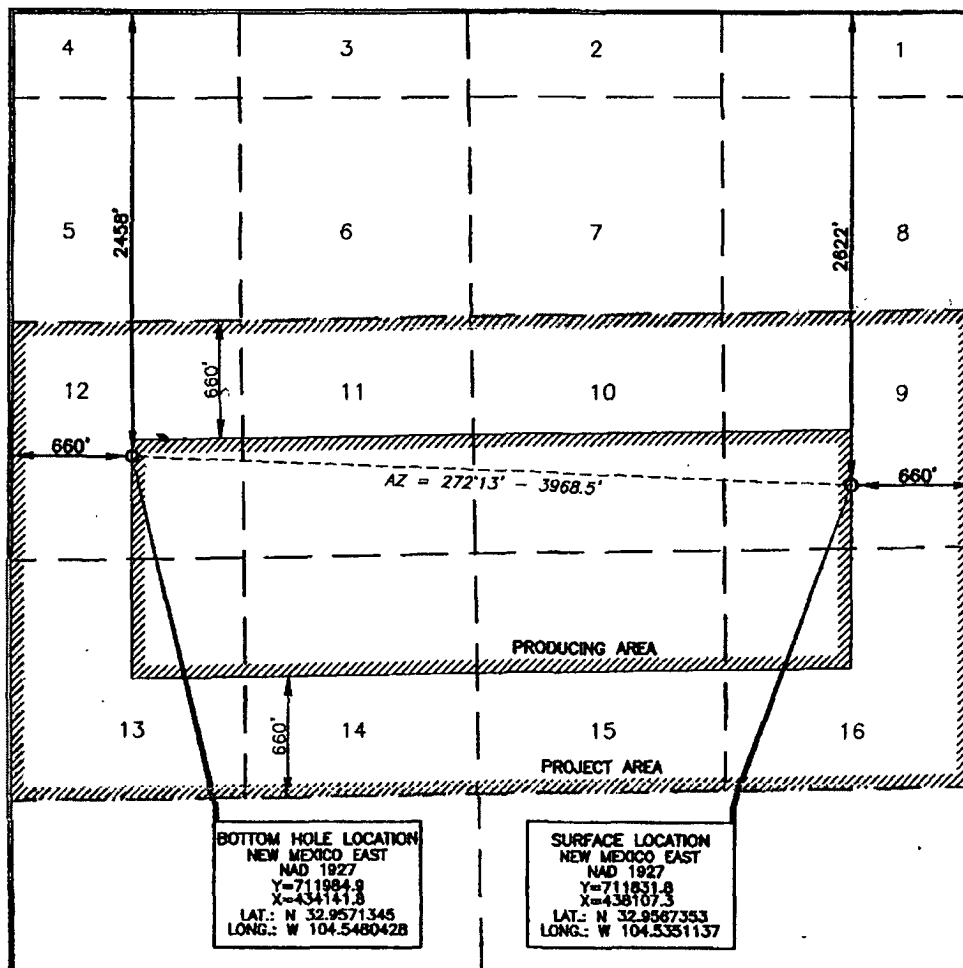 4 3 2 1
2458' 2622'
5 6 7 8
660'
12 11 10 9
660' 660'
AZ = 272°13' - 3968.5'
PRODUCING AREA
660'
13 14 15 16
PROJECT AREA
BOTTOM HOLE LOCATION
NEW MEXICO EAST
NAD 1927
Y=711984.9
X=434141.8
LAT.: N 32.9571345
LONG.: W 104.5480428
SURFACE LOCATION
NEW MEXICO EAST
NAD 1927
Y=711831.8
X=438107.3
LAT.: N 32.9567353
LONG.: W 104.5351137